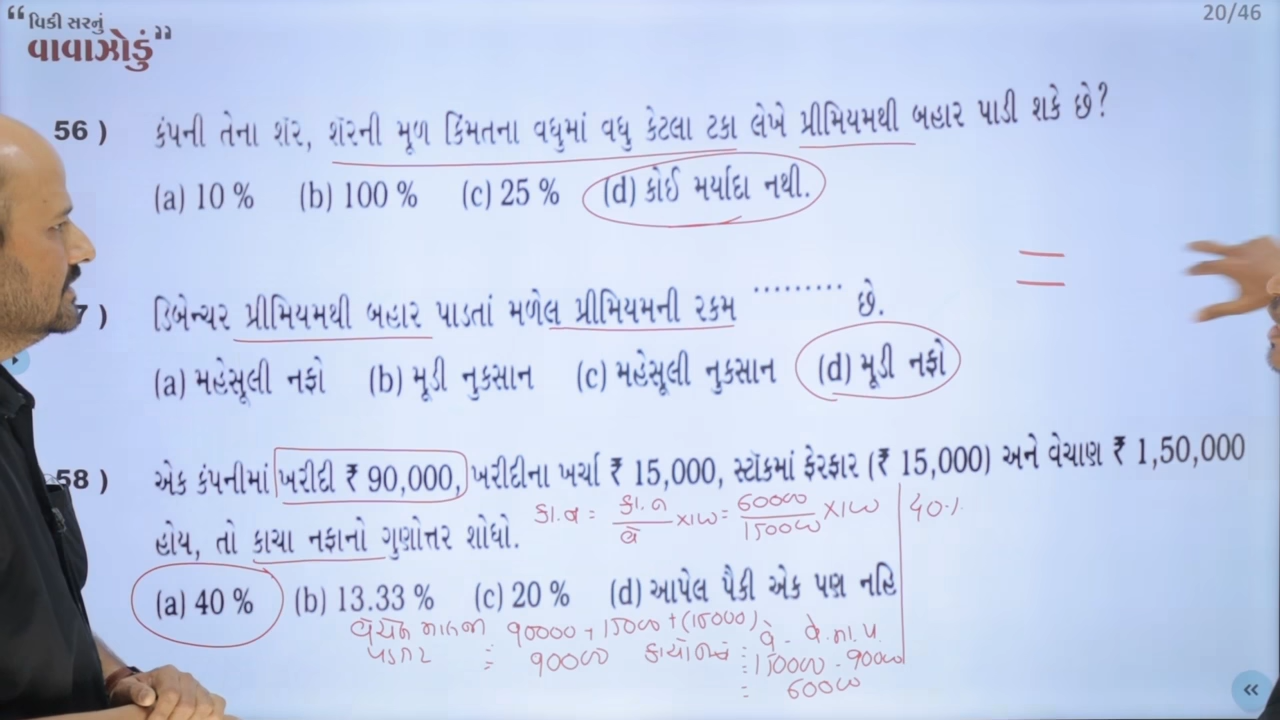 “વિકી સરનું
વાવાઝોડું”
20/46
56 ) કંપની તેના શૅર, શૅરની મૂળ કિંમતના વધુમાં વધુ કેટલા ટકા લેખે પ્રીમિયમથી બહાર પાડી શકે છે?
(a) 10 % (b) 100 % (c) 25 % (d) કોઈ મર્યાદા નથી.
=
7 ) ડિબેન્ચર પ્રીમિયમથી બહાર પાડતાં મળેલ પ્રીમિયમની રકમ ......... છે.
(a) મહેસૂલી નફો (b) મૂડી નુકસાન (c) મહેસૂલી નુકસાન (d) મૂડી નફો
58 ) એક કંપનીમાં ખરીદી ₹ 90,000, ખરીદીના ખર્ચા ₹ 15,000, સ્ટૉકમાં ફેરફાર (₹ 15,000) અને વેચાણ ₹ 1,50,000
હોય, તો કાચા નફાનો ગુણોત્તર શોધો.
કા.ન = કા.ન / વે × 100 = 60000 / 150000 × 100 | 40%
(a) 40 % (b) 13.33 % (c) 20 % (d) આપેલ પૈકી એક પણ નહિ
90000 + 15000 + (15000) વે - વે.મા.પ
પડતર = 90000 = 150000 - 90000
= 60000